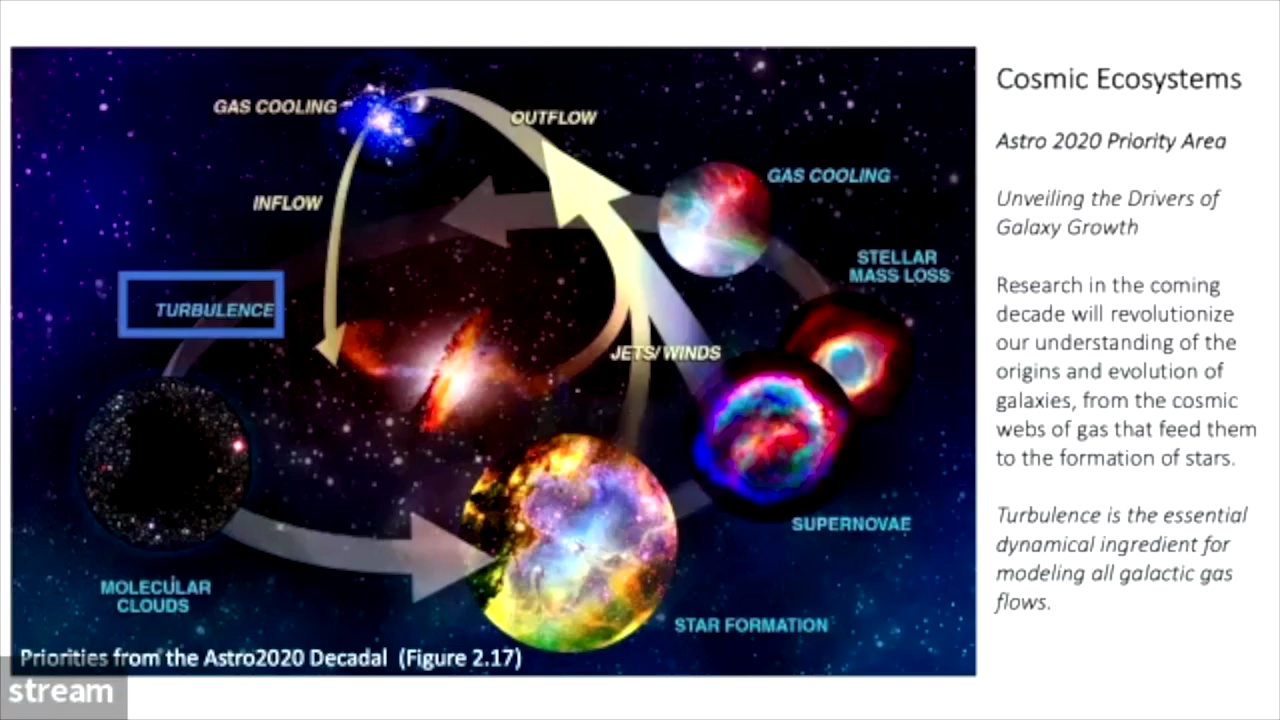 GAS COOLING
OUTFLOW
INFLOW
GAS COOLING
STELLAR
MASS LOSS
TURBULENCE
JETS/WINDS
SUPERNOVAE
MOLECULAR
CLOUDS
STAR FORMATION
Priorities from the Astro2020 Decadal (Figure 2.17)
stream
Cosmic Ecosystems
Astro 2020 Priority Area
Unveiling the Drivers of
Galaxy Growth
Research in the coming
decade will revolutionize
our understanding of the
origins and evolution of
galaxies, from the cosmic
webs of gas that feed them
to the formation of stars.
Turbulence is the essential
dynamical ingredient for
modeling all galactic gas
flows.